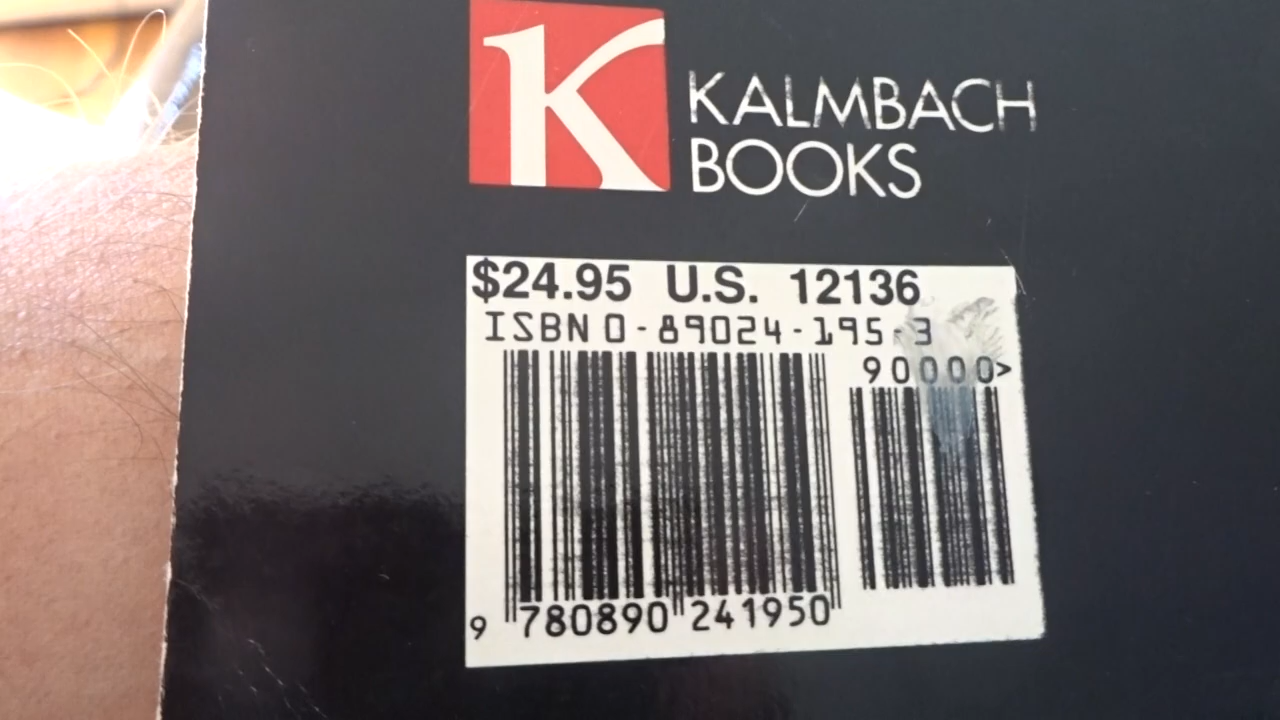 K
KALMBACH
BOOKS
$24.95 U.S. 12136
ISBN 0-89024-195-3
90000>
9 780890 241950